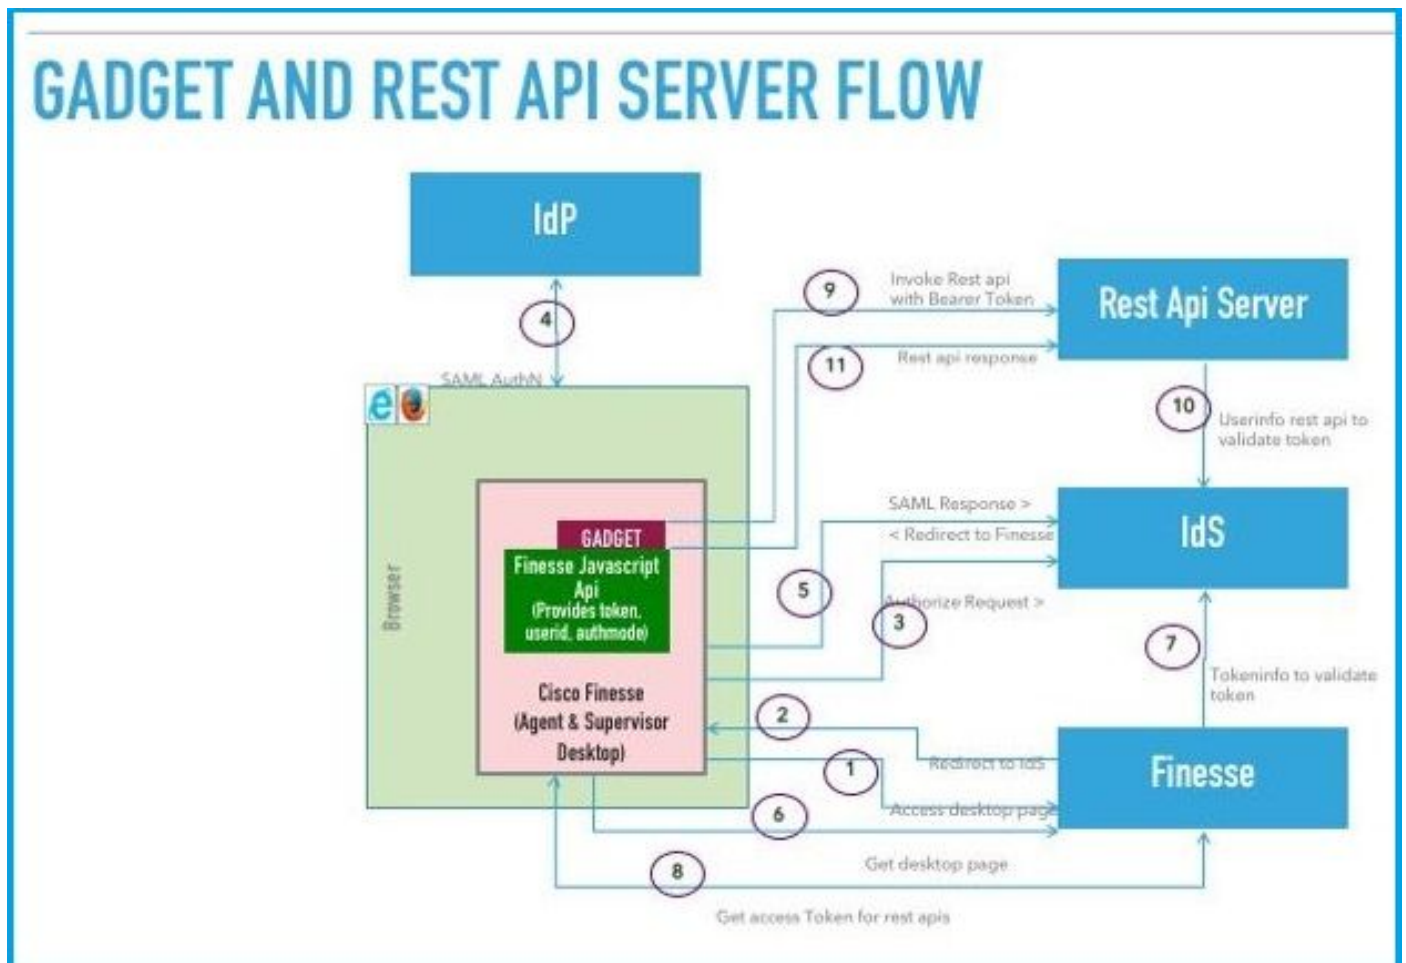 GADGET AND REST API SERVER FLOW
IdP
4
SAML AuthN
9
Invoke Rest api
with Bearer Token
Rest Api Server
11
Rest api response
10
Userinfo rest api to
validate token
Browser
GADGET
Finesse Javascript
Api
(Provides token,
userid, authmode)
Cisco Finesse
(Agent & Supervisor
Desktop)
SAML Response >
< Redirect to Finesse
IdS
5
Authorize Request >
3
7
Tokeninfo to validate
token
2
Redirect to IdS
1
Access desktop page
Finesse
6
Get desktop page
8
Get access Token for rest apis